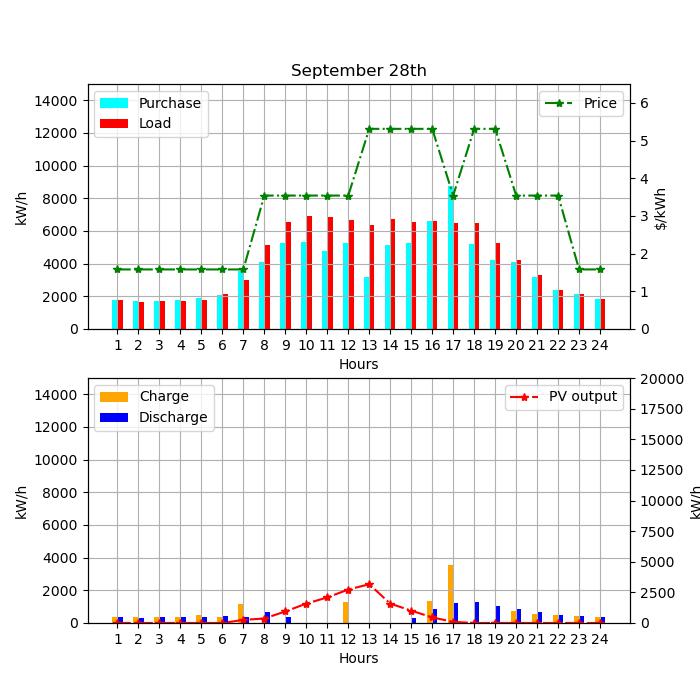 September 28th
Purchase
Load
Price
14000
12000
10000
8000
6000
4000
2000
0
kW/h
6
5
4
3
2
1
0
$/kWh
1 2 3 4 5 6 7 8 9 10 11 12 13 14 15 16 17 18 19 20 21 22 23 24
Hours
Charge
Discharge
PV output
14000
12000
10000
8000
6000
4000
2000
0
kW/h
20000
17500
15000
12500
10000
7500
5000
2500
0
kW/h
1 2 3 4 5 6 7 8 9 10 11 12 13 14 15 16 17 18 19 20 21 22 23 24
Hours